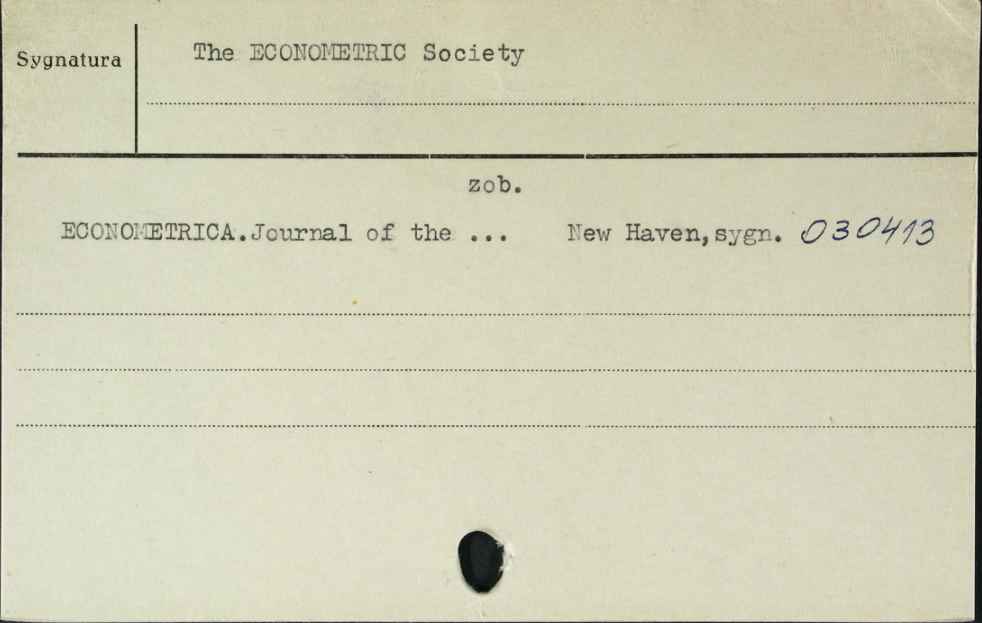 The ECONOMETRIC Society
Sygnatura
zob.
ECONOMETRICA.Journal of the ... New Haven,sygn. 030413